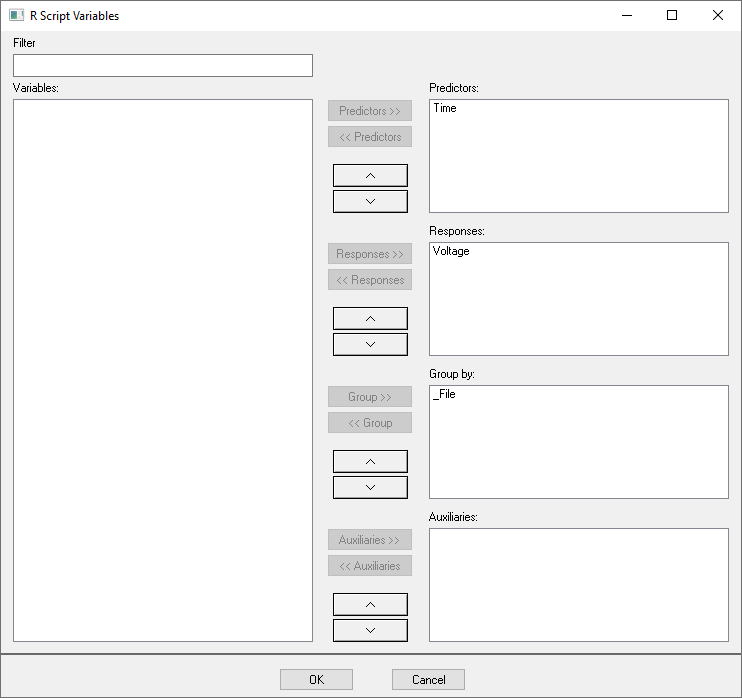 R Script Variables
Filter
Variables:
Predictors >>
<< Predictors
Predictors:
Time
Responses >>
<< Responses
Responses:
Voltage
Group >>
<< Group
Group by:
_File
Auxiliaries >>
<< Auxiliaries
Auxiliaries:
OK
Cancel